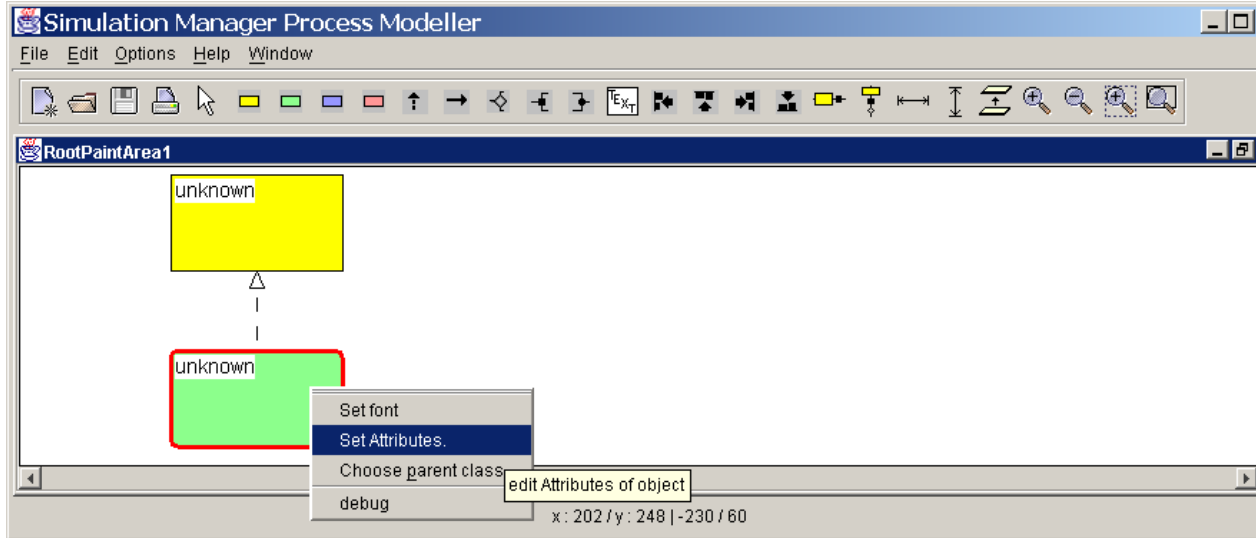 Simulation Manager Process Modeller
File Edit Options Help Window
TEXT
RootPaintArea1
unknown
unknown
Set font
Set Attributes.
Choose parent class
edit Attributes of object
debug
x : 202 / y : 248 | -230 / 60